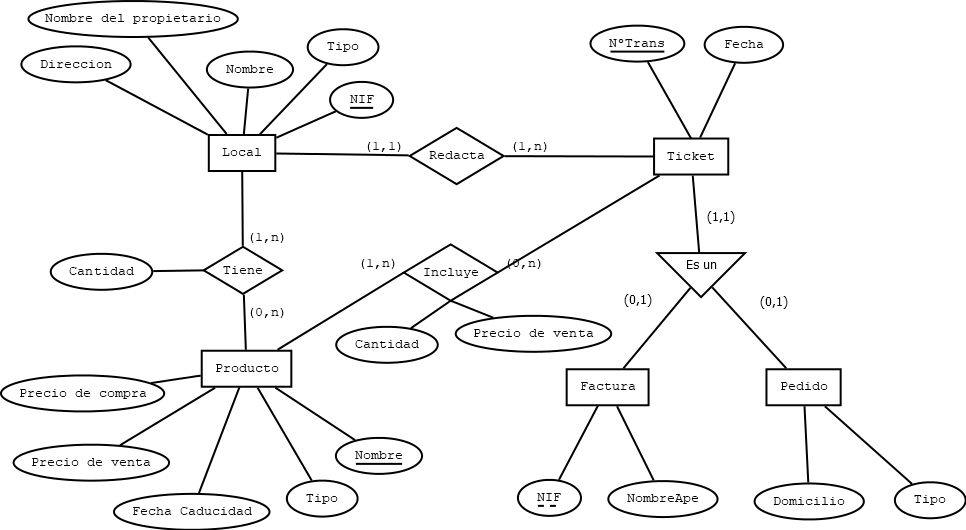 Nombre del propietario
Direccion
Nombre
Tipo
NIF
NºTrans
Fecha
Local
(1,1)
Redacta
(1,n)
Ticket
(1,1)
(1,n)
Cantidad
Tiene
(0,n)
(1,n)
Incluye
(0,n)
Cantidad
Precio de venta
Es un
(0,1)
(0,1)
Producto
Precio de compra
Precio de venta
Fecha Caducidad
Tipo
Nombre
Factura
Pedido
NIF
NombreApe
Domicilio
Tipo